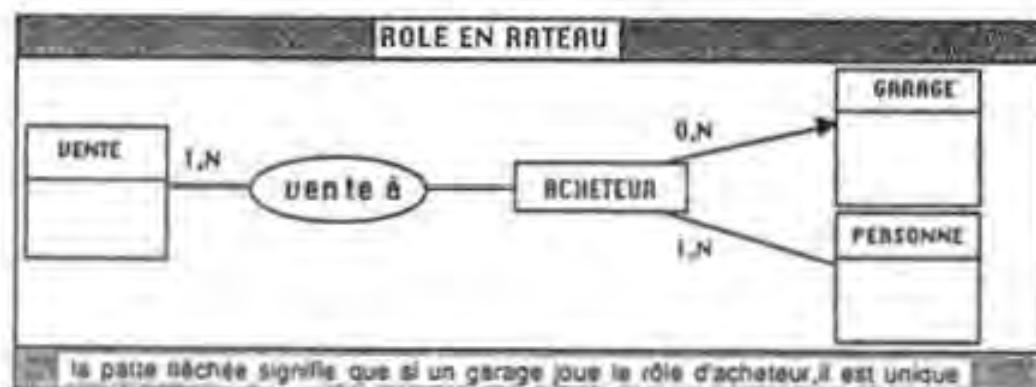 ROLE EN RATEAU
GARAGE
VENTE
1,N
0,N
vente à
ACHETEUR
PERSONNE
1,N
la patte fléchée signifie que si un garage joue le rôle d'acheteur,il est unique